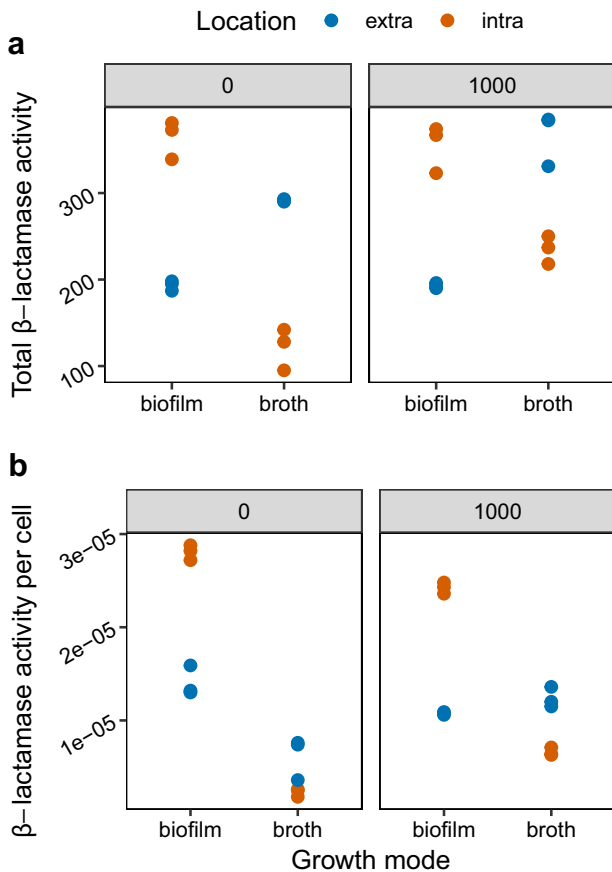 Location extra intra
a
0 1000
Total β−lactamase activity
300
200
100
biofilm broth biofilm broth
b
0 1000
β−lactamase activity per cell
3e−05
2e−05
1e−05
biofilm broth biofilm broth
Growth mode